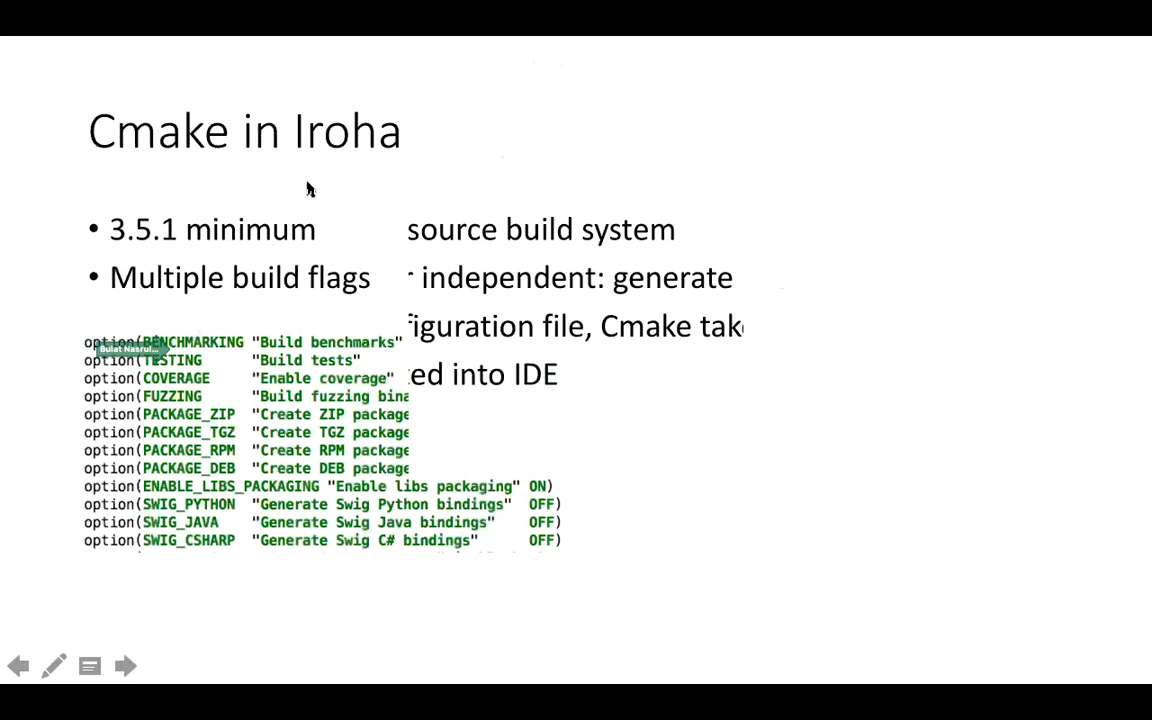 Cmake in Iroha
• 3.5.1 minimum source build system
• Multiple build flags independent: generate
figuration file, Cmake tak
ed into IDE
option(BENCHMARKING "Build benchmarks"
Bulat Nasrul...
option(TESTING "Build tests"
option(COVERAGE "Enable coverage"
option(FUZZING "Build fuzzing bina
option(PACKAGE_ZIP "Create ZIP package
option(PACKAGE_TGZ "Create TGZ package
option(PACKAGE_RPM "Create RPM package
option(PACKAGE_DEB "Create DEB package
option(ENABLE_LIBS_PACKAGING "Enable libs packaging" ON)
option(SWIG_PYTHON "Generate Swig Python bindings" OFF)
option(SWIG_JAVA "Generate Swig Java bindings" OFF)
option(SWIG_CSHARP "Generate Swig C# bindings" OFF)